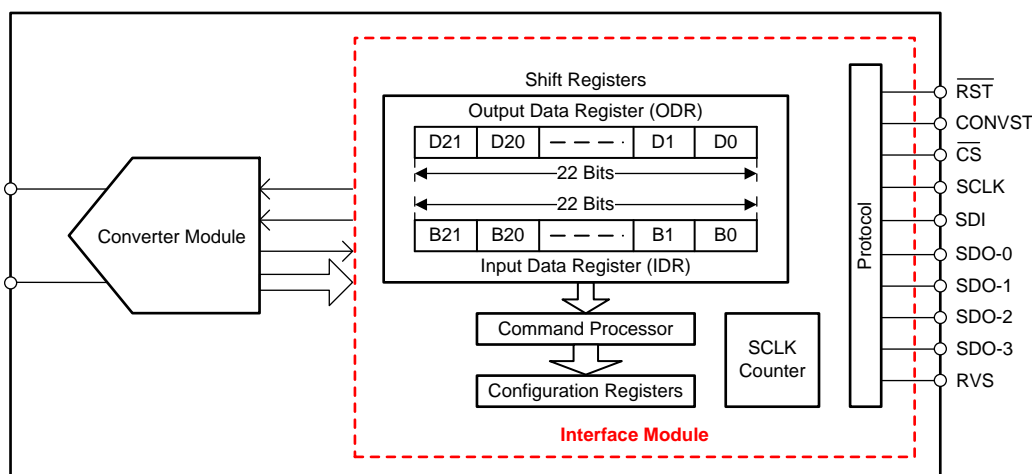 Shift Registers
Output Data Register (ODR)
D21 D20 D1 D0
22 Bits
22 Bits
B21 B20 B1 B0
Input Data Register (IDR)
Converter Module
Command Processor
Configuration Registers
SCLK
Counter
Interface Module
Protocol
RST
CONVST
CS
SCLK
SDI
SDO-0
SDO-1
SDO-2
SDO-3
RVS